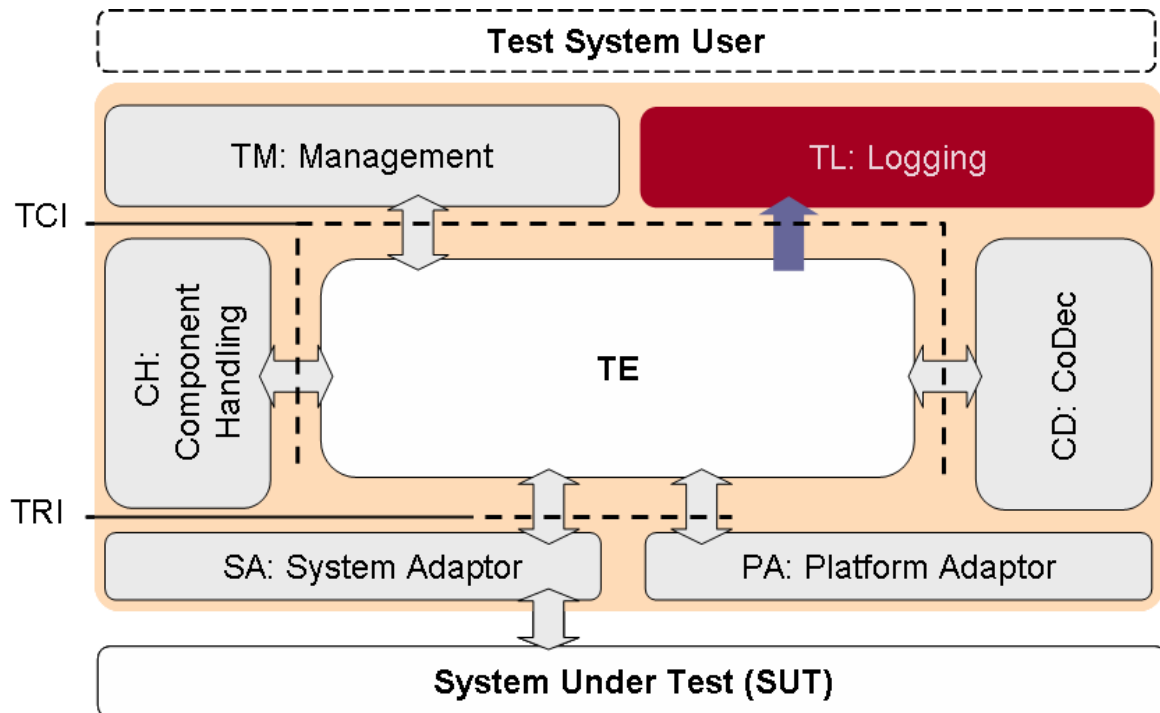 Test System User
TM: Management
TL: Logging
TCI
CH:
Component
Handling
TE
CD: CoDec
TRI
SA: System Adaptor
PA: Platform Adaptor
System Under Test (SUT)